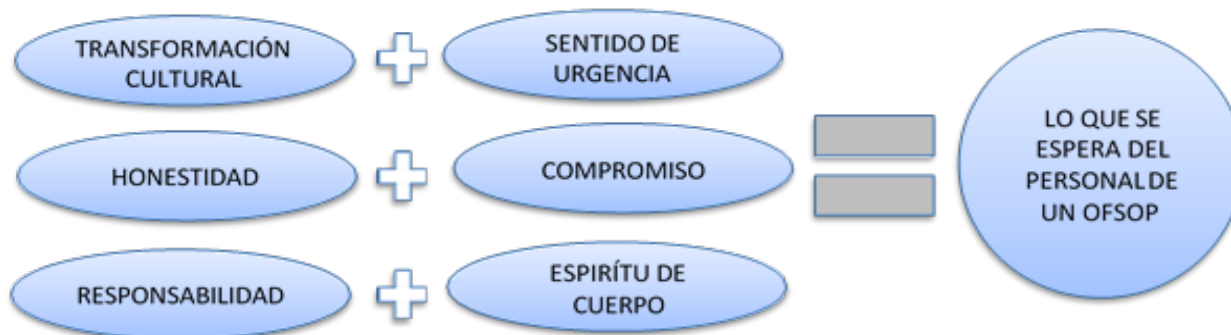 TRANSFORMACIÓN
CULTURAL
SENTIDO DE
URGENCIA
HONESTIDAD
COMPROMISO
RESPONSABILIDAD
ESPIRÍTU DE
CUERPO
LO QUE SE
ESPERA DEL
PERSONAL DE
UN OFSOP